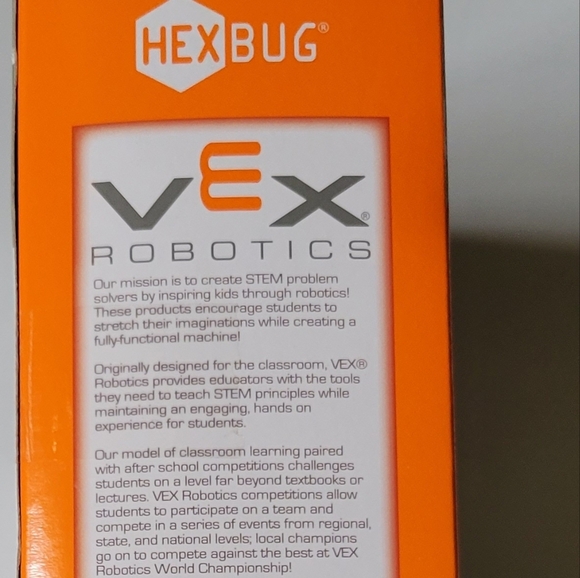 HEXBUG®
VEX®
ROBOTICS
Our mission is to create STEM problem
solvers by inspiring kids through robotics!
These products encourage students to
stretch their imaginations while creating a
fully-functional machine!
Originally designed for the classroom, VEX®
Robotics provides educators with the tools
they need to teach STEM principles while
maintaining an engaging, hands on
experience for students.
Our model of classroom learning paired
with after school competitions challenges
students on a level far beyond textbooks or
lectures. VEX Robotics competitions allow
students to participate on a team and
compete in a series of events from regional,
state, and national levels; local champions
go on to compete against the best at VEX
Robotics World Championship!